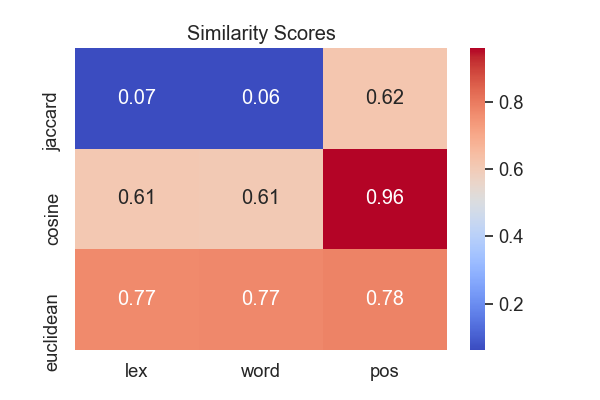 Similarity Scores
jaccard
0.07 0.06 0.62
cosine
0.61 0.61 0.96
euclidean
0.77 0.77 0.78
lex word pos
0.8
0.6
0.4
0.2